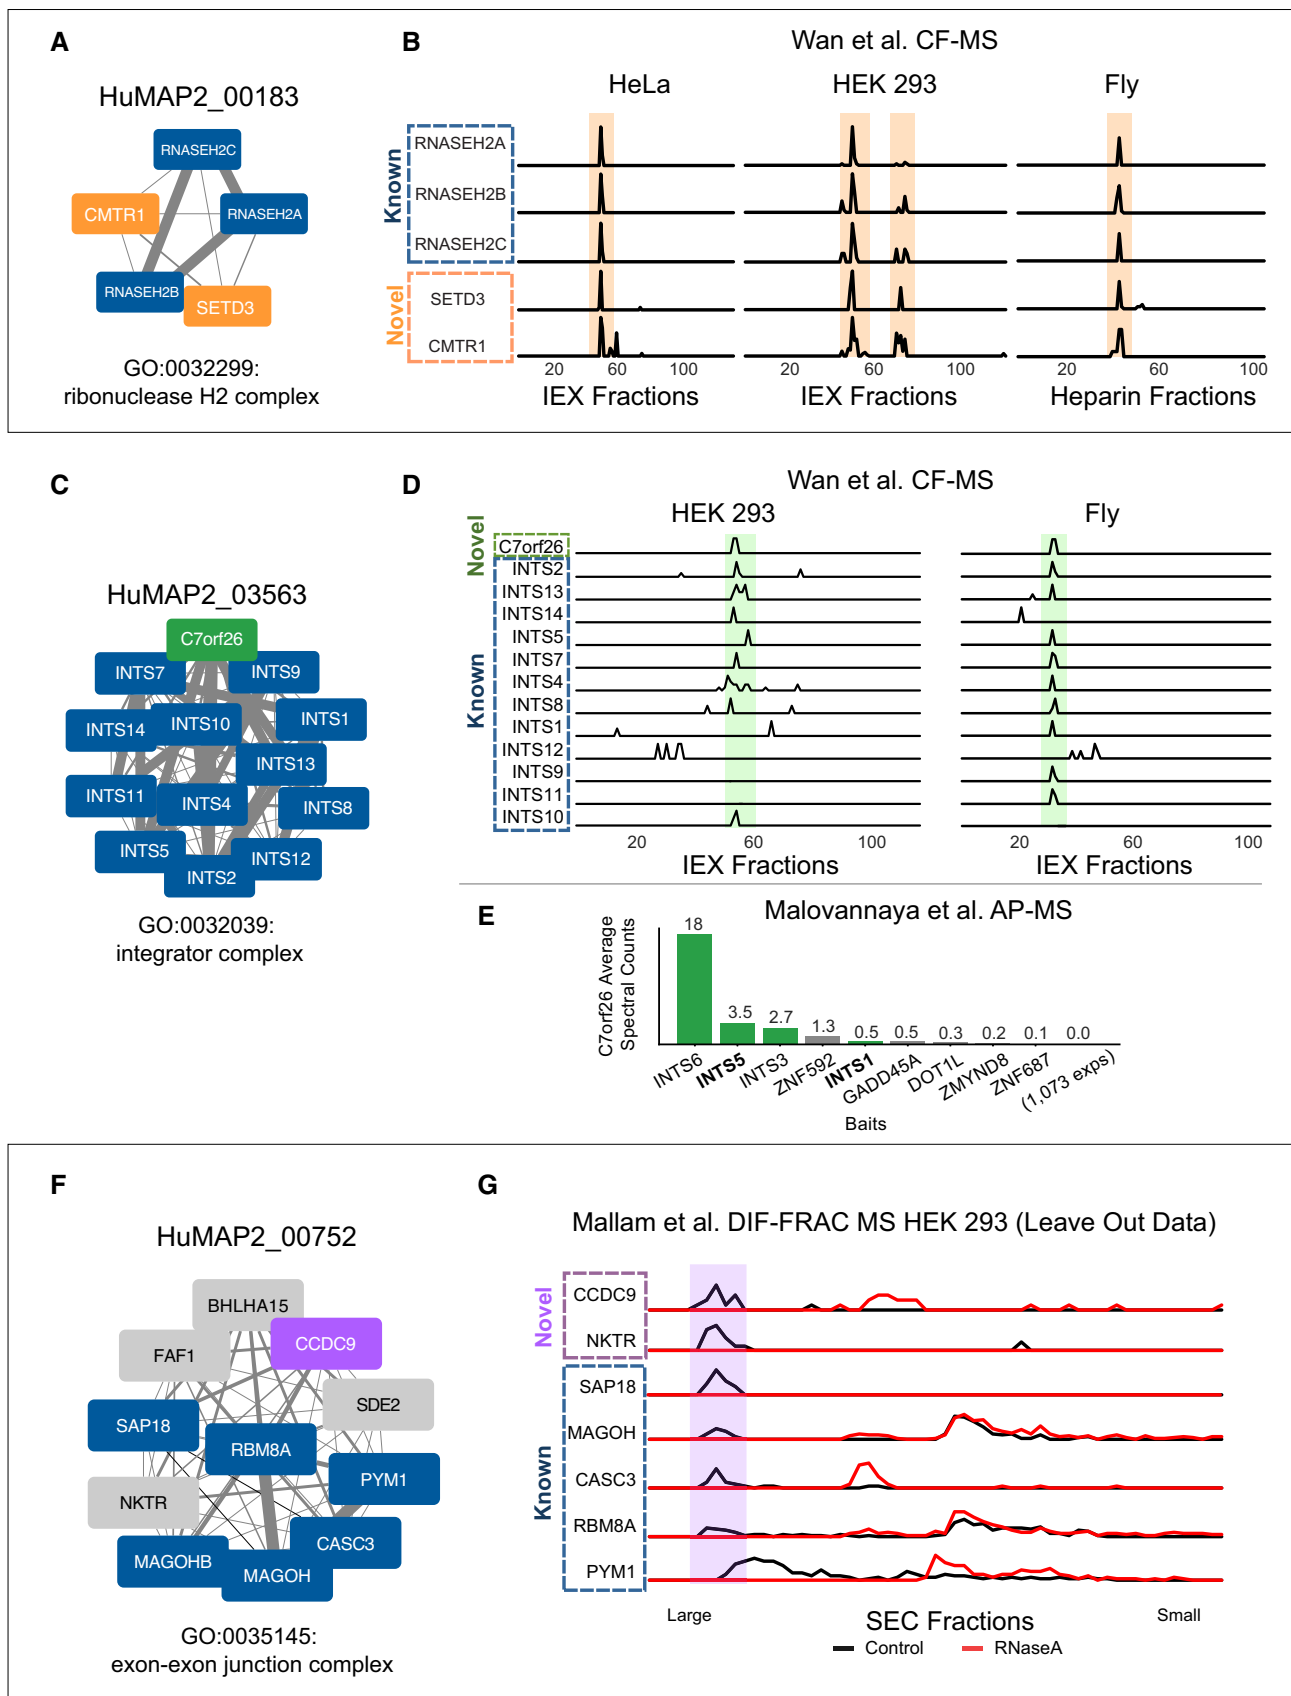 A
HuMAP2_00183
RNASEH2C
CMTR1
RNASEH2A
RNASEH2B
SETD3
GO:0032299:
ribonuclease H2 complex
B
Wan et al. CF-MS
HeLa
HEK 293
Fly
Known
RNASEH2A
RNASEH2B
RNASEH2C
Novel
SETD3
CMTR1
20 60 100
20 60 100
20 60 100
IEX Fractions
IEX Fractions
Heparin Fractions
C
HuMAP2_03563
C7orf26
INTS7
INTS9
INTS14
INTS10
INTS1
INTS13
INTS11
INTS4
INTS8
INTS5
INTS12
INTS2
GO:0032039:
integrator complex
D
Wan et al. CF-MS
HEK 293
Fly
Novel
C7orf26
Known
INTS2
INTS13
INTS14
INTS5
INTS7
INTS4
INTS8
INTS1
INTS12
INTS9
INTS11
INTS10
20 60 100
20 60 100
IEX Fractions
IEX Fractions
E
Malovannaya et al. AP-MS
C7orf26 Average
Spectral Counts
18
3.5
2.7
1.3
0.5
0.5
0.3
0.2
0.1
0.0
INTS6
INTS5
INTS3
ZNF592
INTS1
GADD45A
DOT1L
ZMYND8
ZNF687
(1,073 exps)
Baits
F
HuMAP2_00752
BHLHA15
CCDC9
FAF1
SDE2
SAP18
RBM8A
PYM1
NKTR
CASC3
MAGOHB
MAGOH
GO:0035145:
exon-exon junction complex
G
Mallam et al. DIF-FRAC MS HEK 293 (Leave Out Data)
Novel
CCDC9
NKTR
Known
SAP18
MAGOH
CASC3
RBM8A
PYM1
Large
SEC Fractions
Small
Control
RNaseA